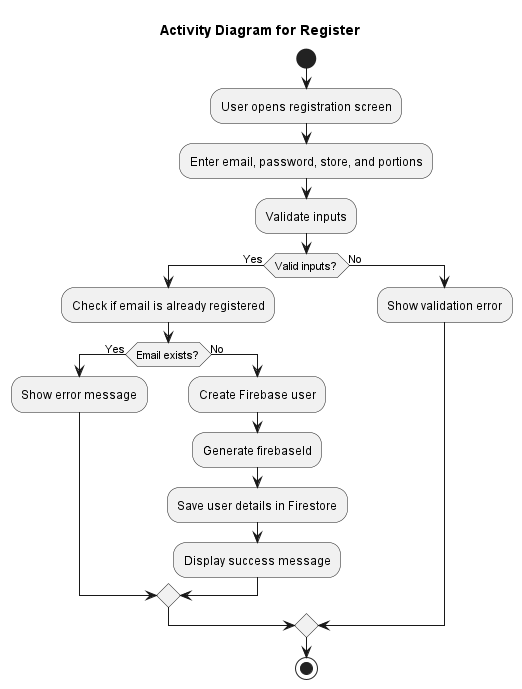 Activity Diagram for Register
User opens registration screen
Enter email, password, store, and portions
Validate inputs
Yes
Valid inputs?
No
Check if email is already registered
Show validation error
Yes
Email exists?
No
Show error message
Create Firebase user
Generate firebaseId
Save user details in Firestore
Display success message